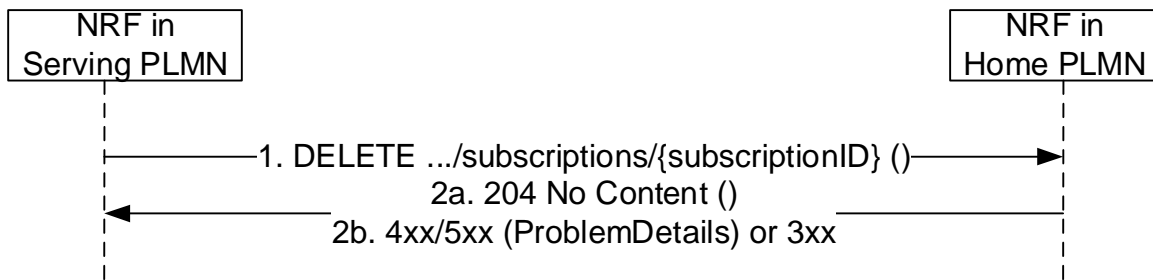 NRF in
Serving PLMN
NRF in
Home PLMN
1. DELETE .../subscriptions/{subscriptionID} ()
2a. 204 No Content ()
2b. 4xx/5xx (ProblemDetails) or 3xx